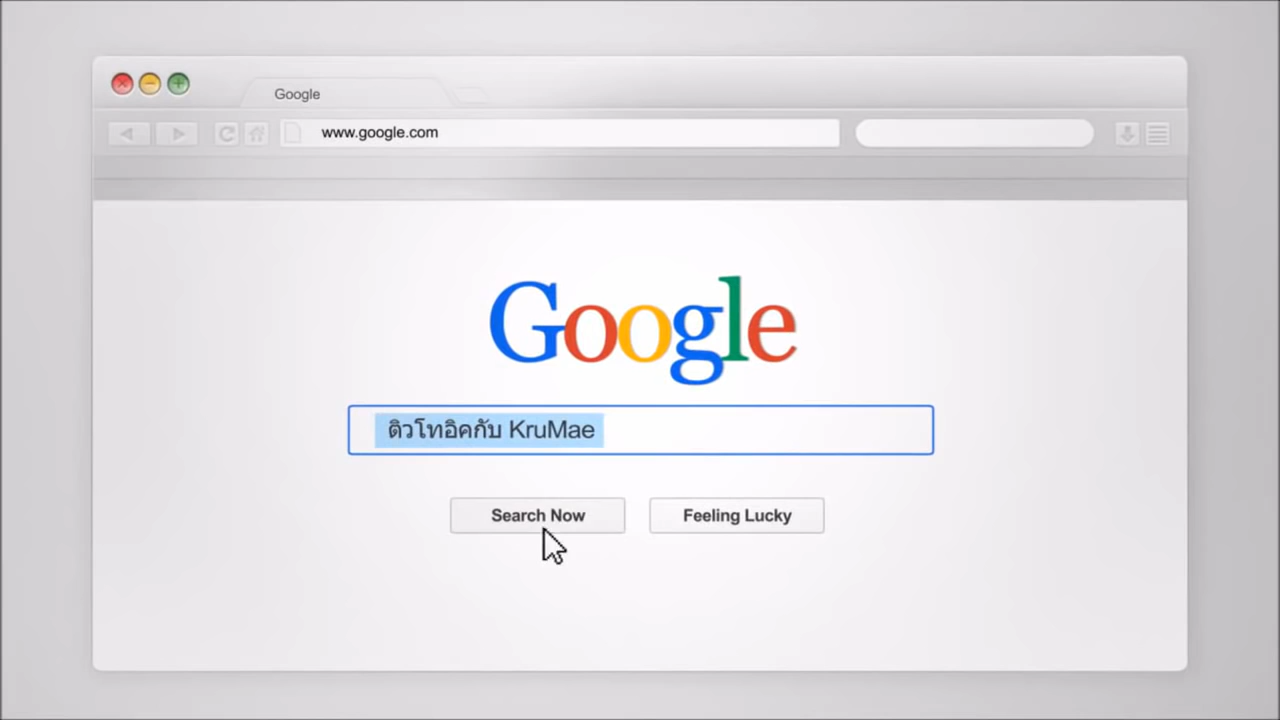 Google
www.google.com
Google
ติวโทอิคกับ KruMae
Search Now
Feeling Lucky